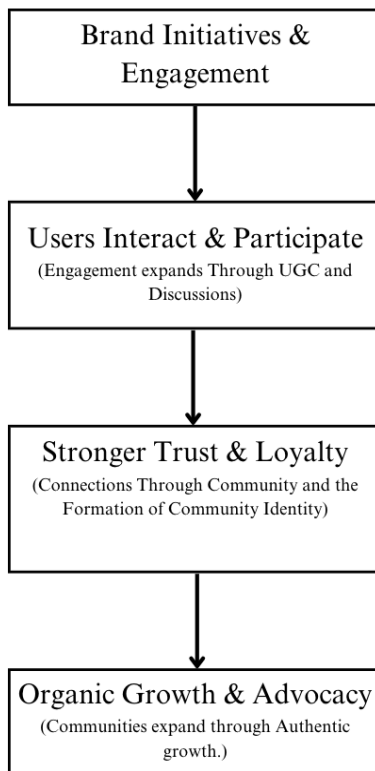 Brand Initiatives &
Engagement
Users Interact & Participate
(Engagement expands Through UGC and
Discussions)
Stronger Trust & Loyalty
(Connections Through Community and the
Formation of Community Identity)
Organic Growth & Advocacy
(Communities expand through Authentic
growth.)